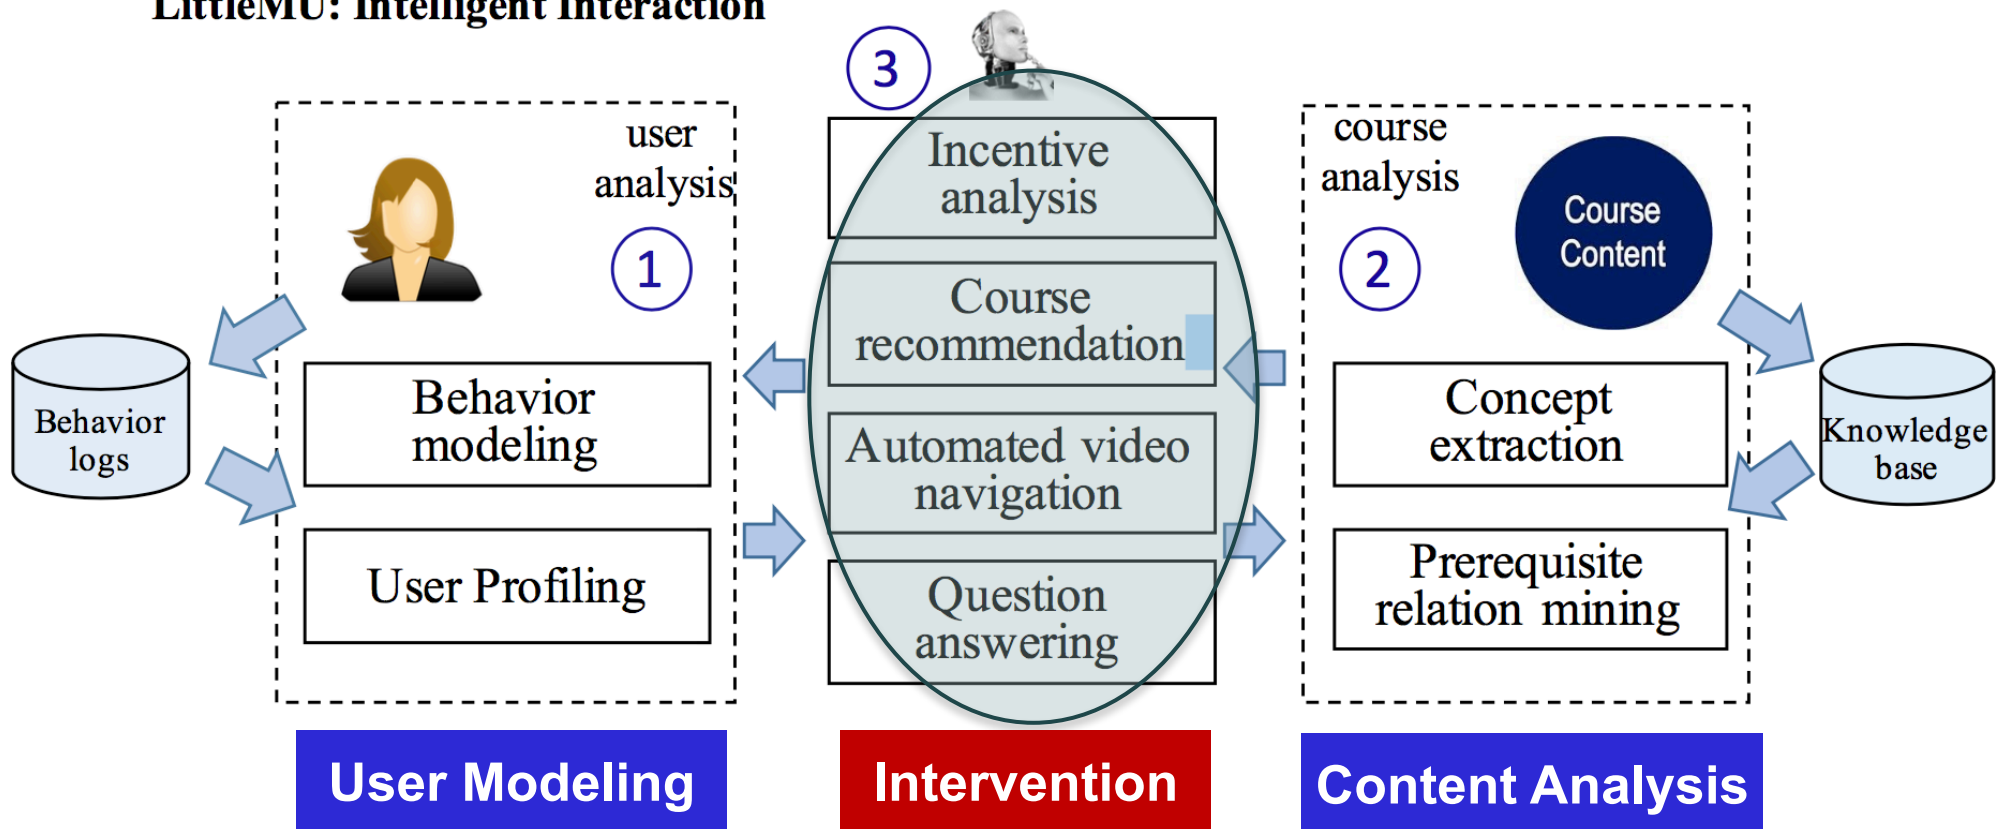 LittleMU: Intelligent Interaction
user
analysis
1
Behavior
logs
Behavior
modeling
User Profiling
User Modeling
3
Incentive
analysis
Course
recommendation
Automated video
navigation
Question
answering
Intervention
course
analysis
2
Course
Content
Concept
extraction
Prerequisite
relation mining
Knowledge
base
Content Analysis